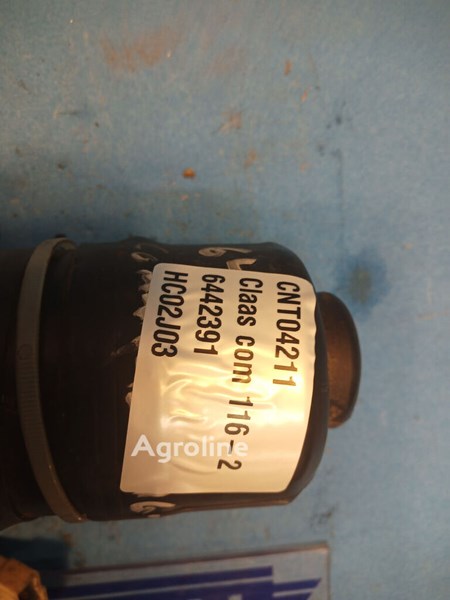 CNT04211
Claas com 116-2
6442391
HC02J03
Agroline